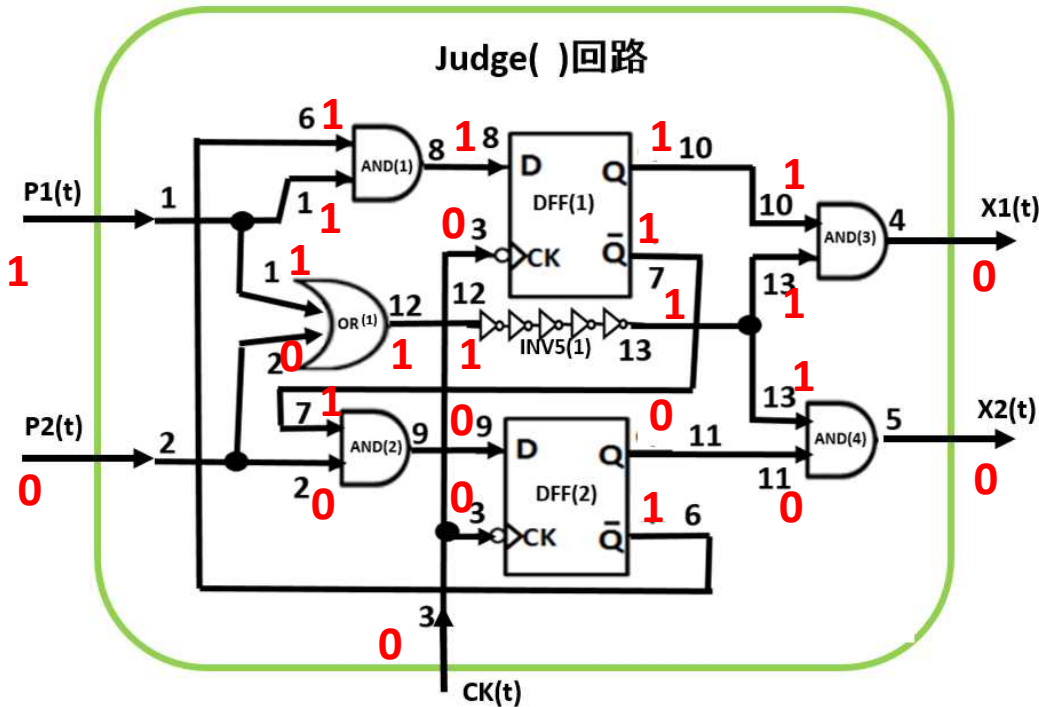 Judge( )回路
6 1
AND(1)
8 1 8
D
Q
1 10
DFF(1)
P1(t)
1
1
1 1
0 3
CK
Q̅
1
7
1
10
AND(3)
4
X1(t)
0
1 1
OR(1)
12
1
12
1
INV5(1)
1
13
13
1
2 0
7 1
AND(2)
9
0 9
D
Q
0
11
DFF(2)
13 1
AND(4)
5
X2(t)
0
11 0
P2(t)
0
2
2 0
0 3
CK
Q̅
1 6
3
0
CK(t)